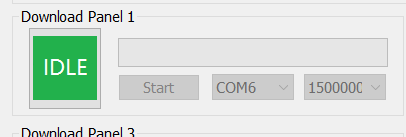 Download Panel 1
IDLE
Start COM6 1500000
Download Panel 3